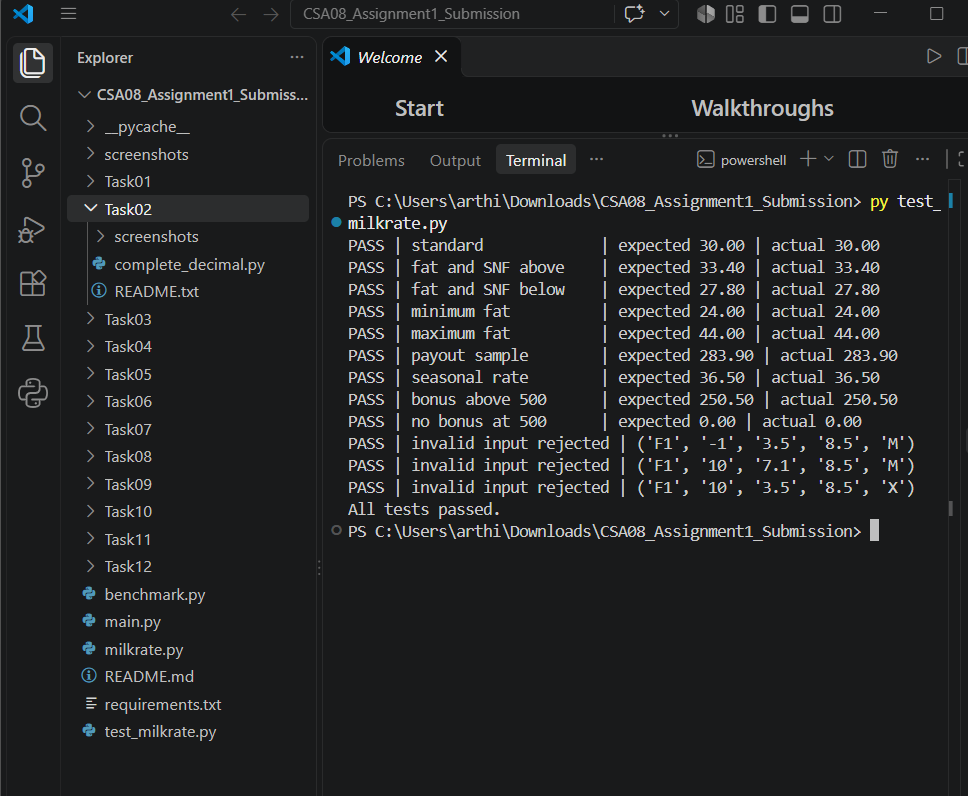 CSA08_Assignment1_Submission
Explorer
CSA08_Assignment1_Submiss...
__pycache__
screenshots
Task01
Task02
screenshots
complete_decimal.py
README.txt
Task03
Task04
Task05
Task06
Task07
Task08
Task09
Task10
Task11
Task12
benchmark.py
main.py
milkrate.py
README.md
requirements.txt
test_milkrate.py
Welcome
Start
Walkthroughs
Problems
Output
Terminal
powershell
PS C:\Users\arthi\Downloads\CSA08_Assignment1_Submission> py test_
milkrate.py
PASS | standard             | expected 30.00 | actual 30.00
PASS | fat and SNF above    | expected 33.40 | actual 33.40
PASS | fat and SNF below    | expected 27.80 | actual 27.80
PASS | minimum fat          | expected 24.00 | actual 24.00
PASS | maximum fat          | expected 44.00 | actual 44.00
PASS | payout sample        | expected 283.90 | actual 283.90
PASS | seasonal rate        | expected 36.50 | actual 36.50
PASS | bonus above 500      | expected 250.50 | actual 250.50
PASS | no bonus at 500      | expected 0.00 | actual 0.00
PASS | invalid input rejected | ('F1', '-1', '3.5', '8.5', 'M')
PASS | invalid input rejected | ('F1', '10', '7.1', '8.5', 'M')
PASS | invalid input rejected | ('F1', '10', '3.5', '8.5', 'X')
All tests passed.
PS C:\Users\arthi\Downloads\CSA08_Assignment1_Submission>